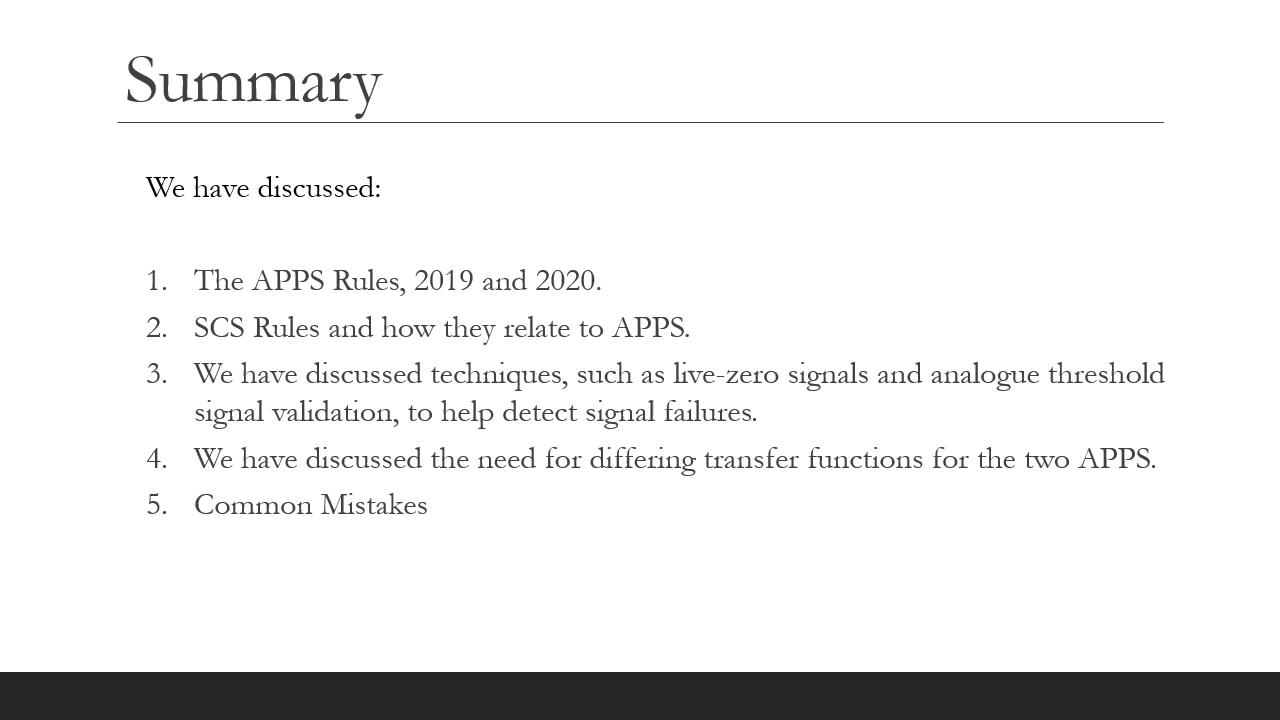 Summary
We have discussed:
1. The APPS Rules, 2019 and 2020.
2. SCS Rules and how they relate to APPS.
3. We have discussed techniques, such as live-zero signals and analogue threshold
signal validation, to help detect signal failures.
4. We have discussed the need for differing transfer functions for the two APPS.
5. Common Mistakes